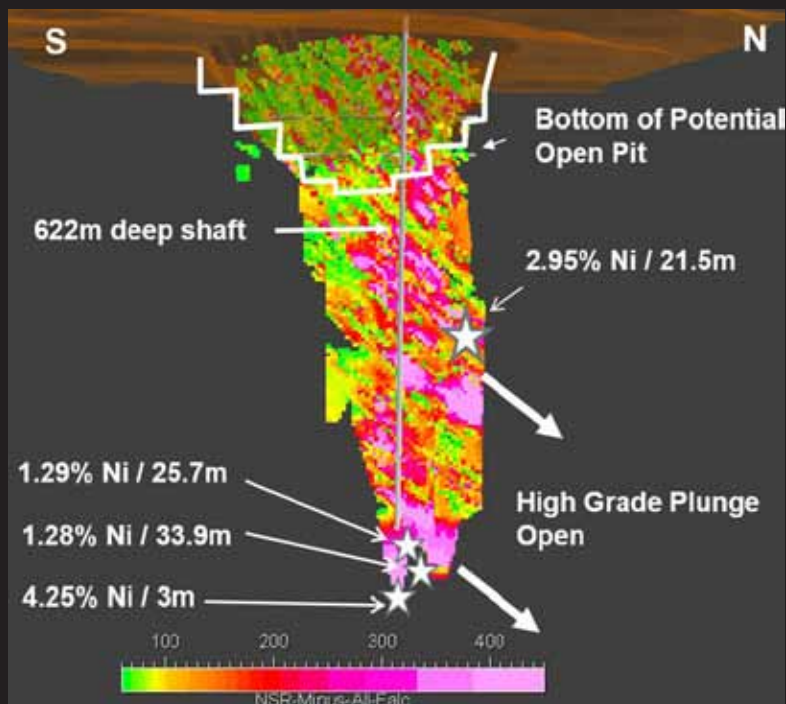 S
N
Bottom of Potential
Open Pit
622m deep shaft
2.95% Ni / 21.5m
1.29% Ni / 25.7m
High Grade Plunge
Open
1.28% Ni / 33.9m
4.25% Ni / 3m
100 200 300 400